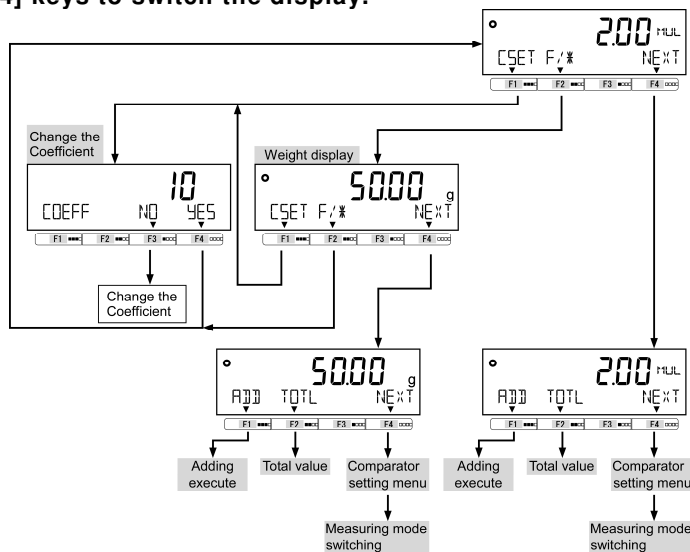 4] keys to switch the display.
2.00 MUL
CSET F/* NEXT
F1 F2 F3 F4
Change the
Coefficient
10
COEFF NO YES
F1 F2 F3 F4
Weight display
50.00 g
CSET F/* NEXT
F1 F2 F3 F4
Change the
Coefficient
50.00 g
ADD TOTL NEXT
F1 F2 F3 F4
2.00 MUL
ADD TOTL NEXT
F1 F2 F3 F4
Adding
execute
Total value
Comparator
setting menu
Adding
execute
Total value
Comparator
setting menu
Measuring mode
switching
Measuring mode
switching